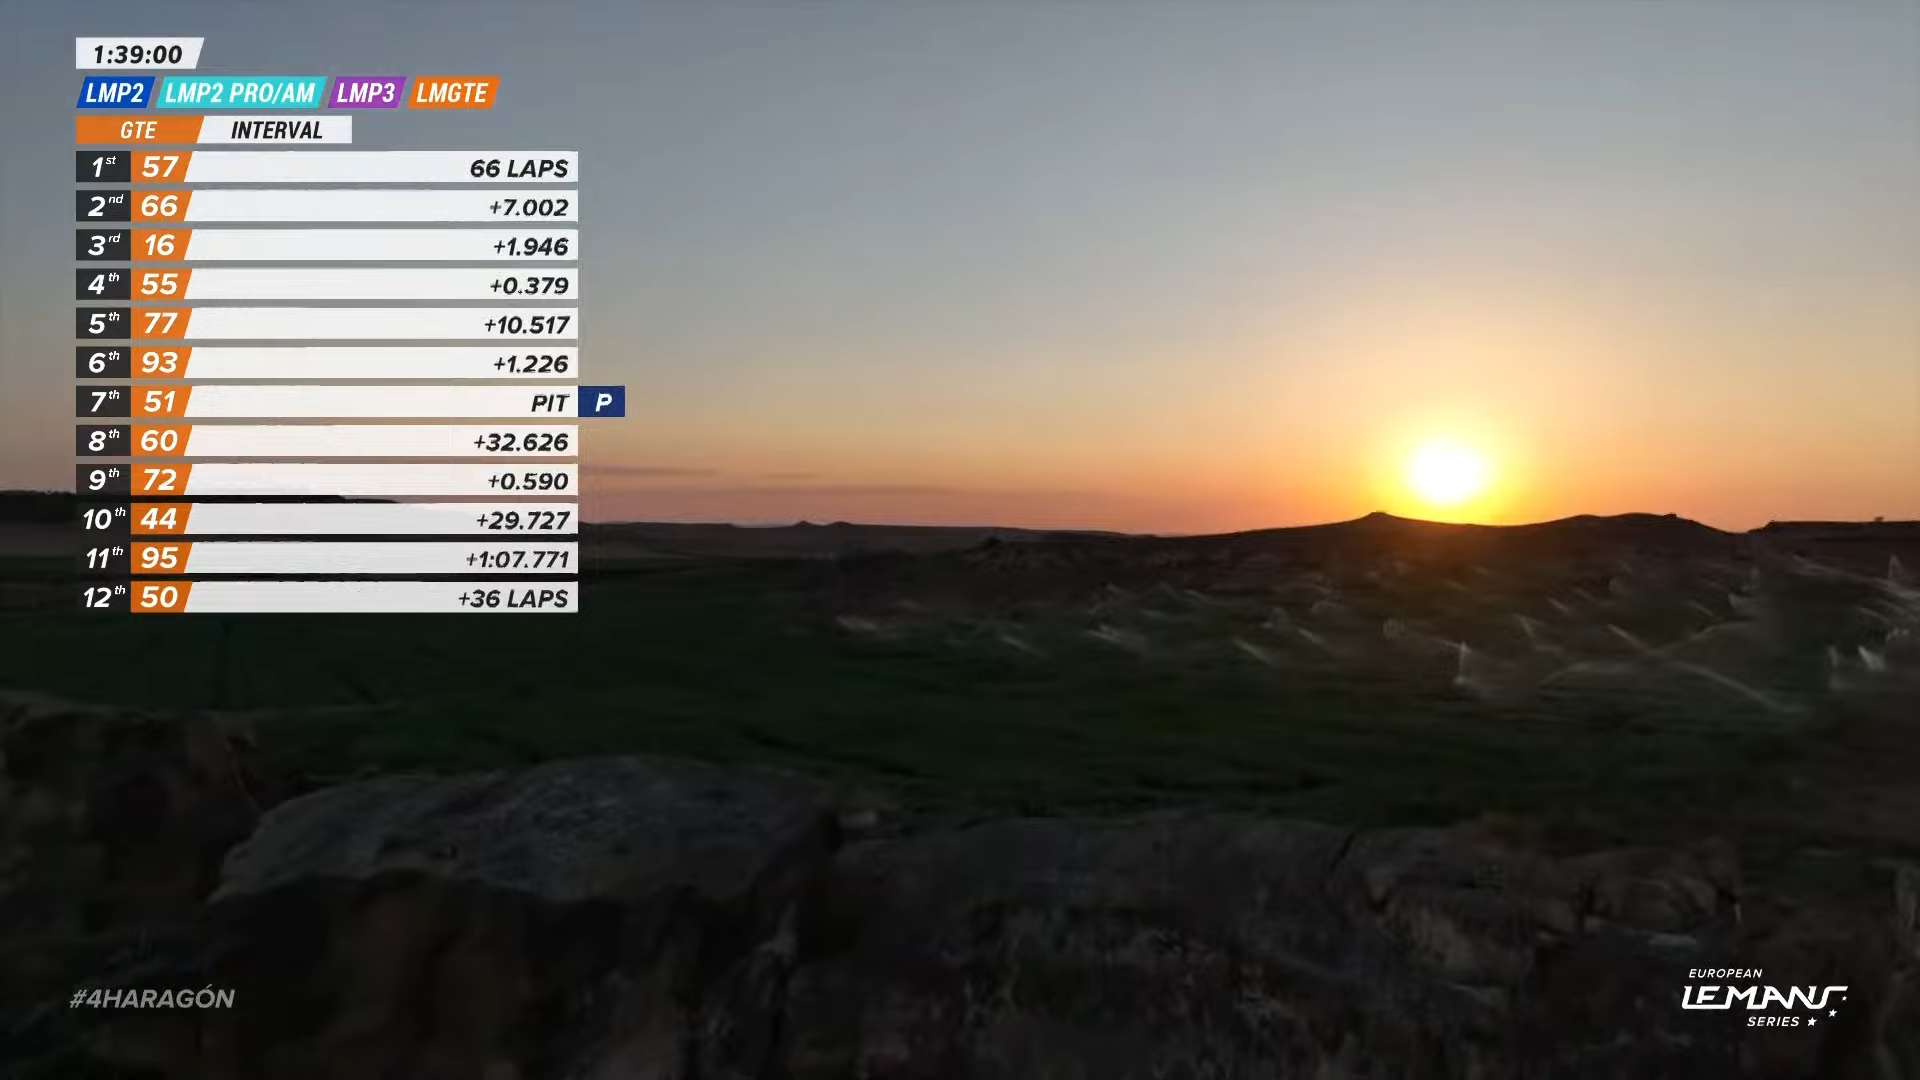 1:39:00
LMP2 LMP2 PRO/AM LMP3 LMGTE
GTE INTERVAL
1st 57 66 LAPS
2nd 66 +7.002
3rd 16 +1.946
4th 55 +0.379
5th 77 +10.517
6th 93 +1.226
7th 51 PIT P
8th 60 +32.626
9th 72 +0.590
10th 44 +29.727
11th 95 +1:07.771
12th 50 +36 LAPS
#4HARAGÓN
EUROPEAN
LEMANS
SERIES